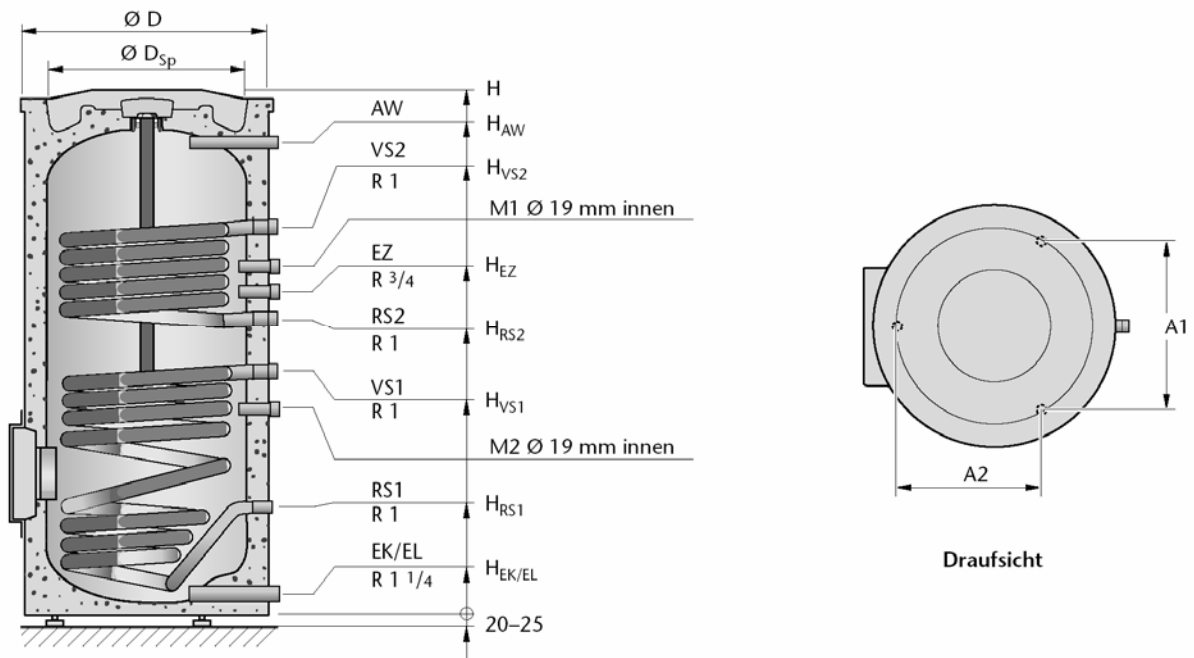 Ø D
Ø DSp
H
AW
HAW
VS2
HVS2
R 1
M1 Ø 19 mm innen
EZ
HEZ
R 3/4
RS2
HRS2
R 1
VS1
HVS1
R 1
M2 Ø 19 mm innen
RS1
HRS1
R 1
EK/EL
HEK/EL
R 1 1/4
20–25
A1
A2
Draufsicht